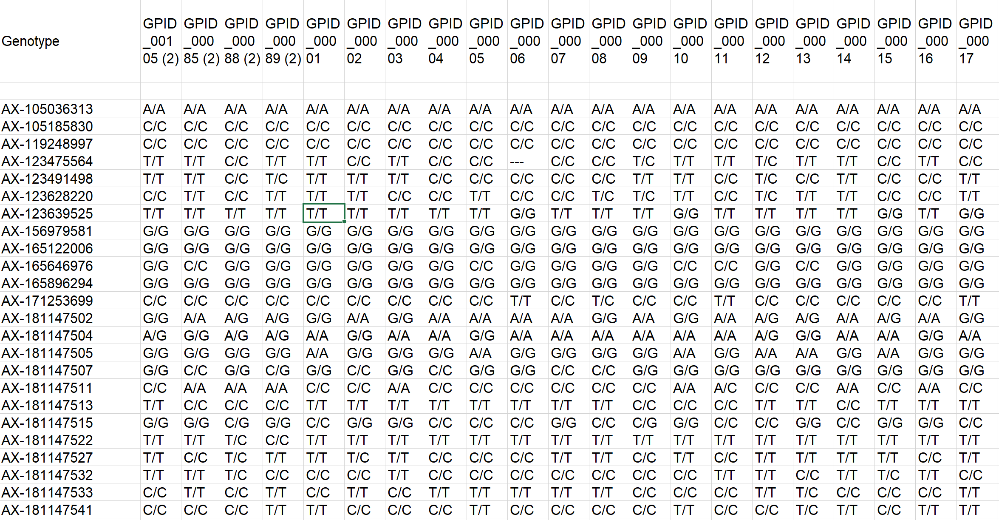 Genotype GPID_00105 (2) GPID_00085 (2) GPID_00088 (2) GPID_00089 (2) GPID_00001 GPID_00002 GPID_00003 GPID_00004 GPID_00005 GPID_00006 GPID_00007 GPID_00008 GPID_00009 GPID_00010 GPID_00011 GPID_00012 GPID_00013 GPID_00014 GPID_00015 GPID_00016 GPID_00017
AX-105036313 A/A A/A A/A A/A A/A A/A A/A A/A A/A A/A A/A A/A A/A A/A A/A A/A A/A A/A A/A A/A A/A
AX-105185830 C/C C/C C/C C/C C/C C/C C/C C/C C/C C/C C/C C/C C/C C/C C/C C/C C/C C/C C/C C/C C/C
AX-119248997 C/C C/C C/C C/C C/C C/C C/C C/C C/C C/C C/C C/C C/C C/C C/C C/C C/C C/C C/C C/C C/C
AX-123475564 T/T T/T C/C T/T T/T C/C T/T C/C C/C --- C/C C/C T/C T/T T/T T/C T/T T/T C/C T/T C/C
AX-123491498 T/T T/T C/C T/C T/T T/T T/T C/C C/C C/C C/C C/C T/T T/T C/C T/C C/C T/T C/C C/C T/T
AX-123628220 C/C T/T C/C T/T T/T T/T C/C C/C T/T C/C C/C T/C T/C T/T C/C T/C T/T T/T C/C C/C T/T
AX-123639525 T/T T/T T/T T/T T/T T/T T/T T/T T/T G/G T/T T/T T/T G/G T/T T/T T/T T/T G/G T/T G/G
AX-156979581 G/G G/G G/G G/G G/G G/G G/G G/G G/G G/G G/G G/G G/G G/G G/G G/G G/G G/G G/G G/G G/G
AX-165122006 G/G G/G G/G G/G G/G G/G G/G G/G G/G G/G G/G G/G G/G G/G G/G G/G G/G G/G G/G G/G G/G
AX-165646976 G/G C/C G/G G/G G/G G/G G/G G/G C/C G/G G/G G/G G/G C/C C/C G/G C/C G/G G/G G/G G/G
AX-165896294 G/G G/G G/G G/G G/G G/G G/G G/G G/G G/G G/G G/G G/G G/G G/G G/G G/G G/G G/G G/G G/G
AX-171253699 C/C C/C C/C C/C C/C C/C C/C C/C C/C T/T C/C T/C C/C C/C T/T C/C C/C C/C C/C C/C T/T
AX-181147502 G/G A/A A/G A/G G/G A/A G/G A/A A/A A/A A/A G/G A/A G/G A/A A/G A/G A/A A/G A/A G/G
AX-181147504 A/G G/G A/G A/G A/A G/G A/A A/A G/G A/A A/A A/A A/A A/A A/A A/G G/G A/A A/A G/G A/A
AX-181147505 G/G G/G G/G G/G A/A G/G G/G G/G A/A G/G G/G G/G G/G A/A G/G A/A A/A G/G A/A G/G G/G
AX-181147507 G/G C/C G/G C/G G/G C/C G/G C/C G/G G/G C/C C/C G/G G/G G/G G/G G/G G/G G/G G/G G/G
AX-181147511 C/C A/A A/A A/A C/C C/C A/A C/C C/C C/C C/C C/C C/C A/A A/C C/C C/C A/A C/C A/A C/C
AX-181147513 T/T C/C C/C C/C T/T T/T T/T T/T T/T T/T T/T T/T C/C C/C C/C T/T T/T C/C T/T T/T T/T
AX-181147515 G/G G/G C/G G/G C/C G/G G/G C/C C/C C/C G/G C/C C/G G/G C/C C/C G/G C/C G/G G/G C/C
AX-181147522 T/T T/T T/C C/C T/T T/T T/T T/T T/T T/T T/T T/T T/T T/T T/T T/T T/T T/T T/T T/T T/T
AX-181147527 T/T C/C T/C T/T T/T T/C T/T C/C C/C C/C T/T T/T C/C T/T C/C T/T T/T T/T T/T C/C T/T
AX-181147532 T/T T/T T/C C/C C/C C/C T/T C/C C/C C/C C/C C/C C/C C/C T/T T/T C/C T/T T/C T/T C/C
AX-181147533 C/C T/T C/C T/T C/C T/T C/C T/T T/T T/T T/T T/T C/C C/C C/C T/T T/C C/C C/C C/C T/T
AX-181147541 C/C C/C C/C T/T T/T C/C C/C C/C T/T C/C C/C C/C C/C T/T C/C C/C T/C T/T C/C T/T T/T